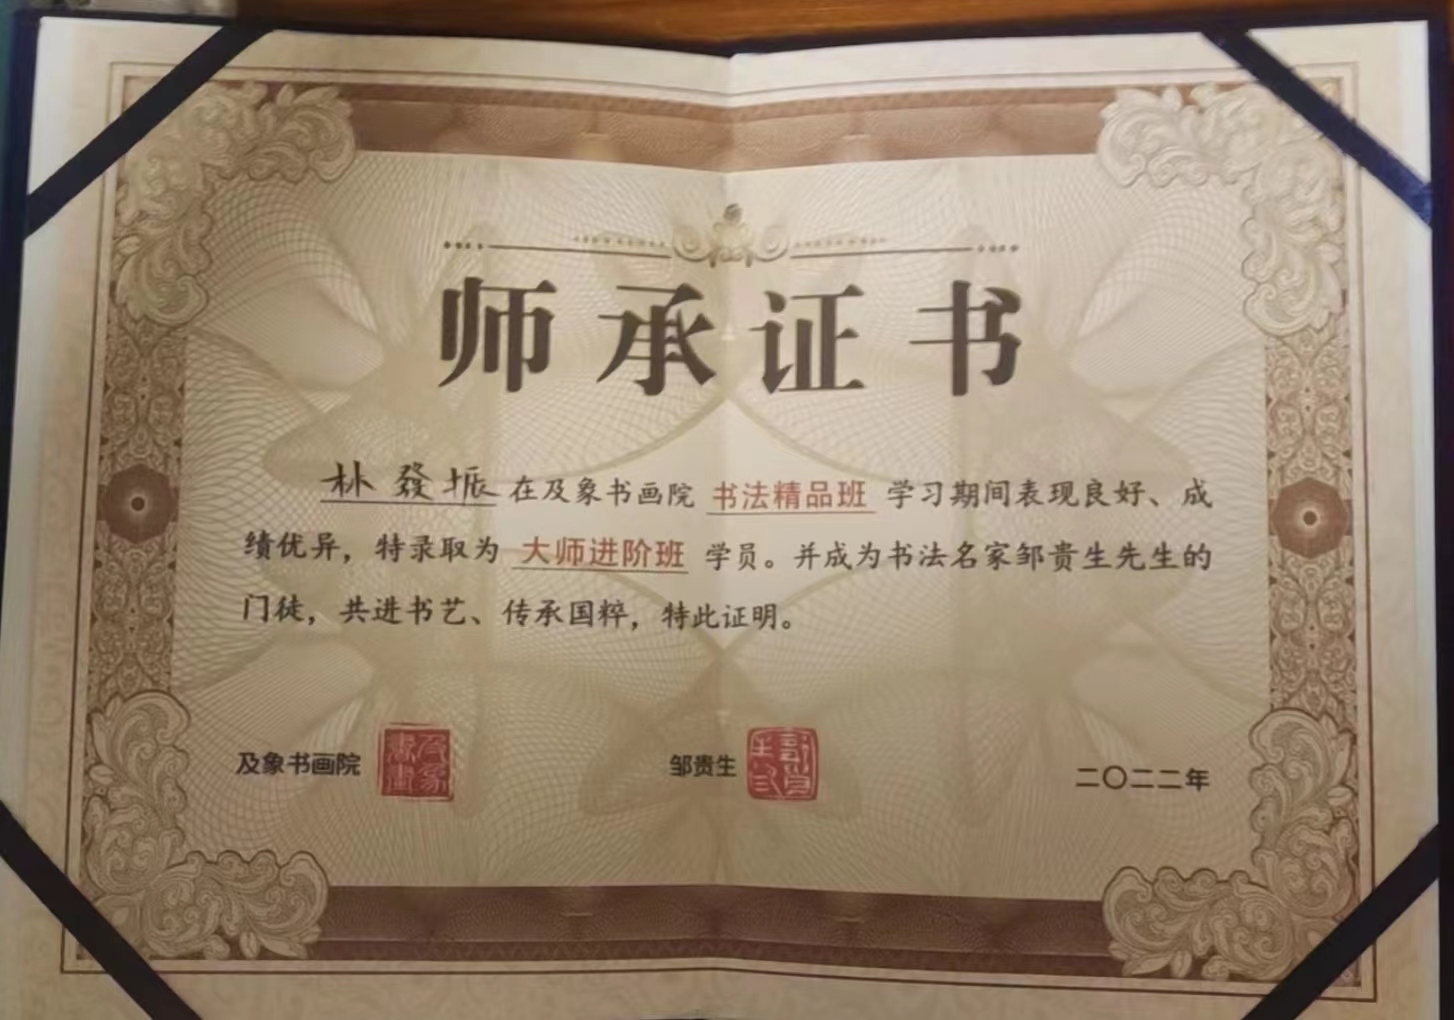 师承证书
林發振在及象书画院 书法精品班 学习期间表现良好、成
绩优异，特录取为 大师进阶班 学员。并成为书法名家邹贵生先生的
门徒，共进书艺、传承国粹，特此证明。
及象书画院 邹贵生 二〇二二年